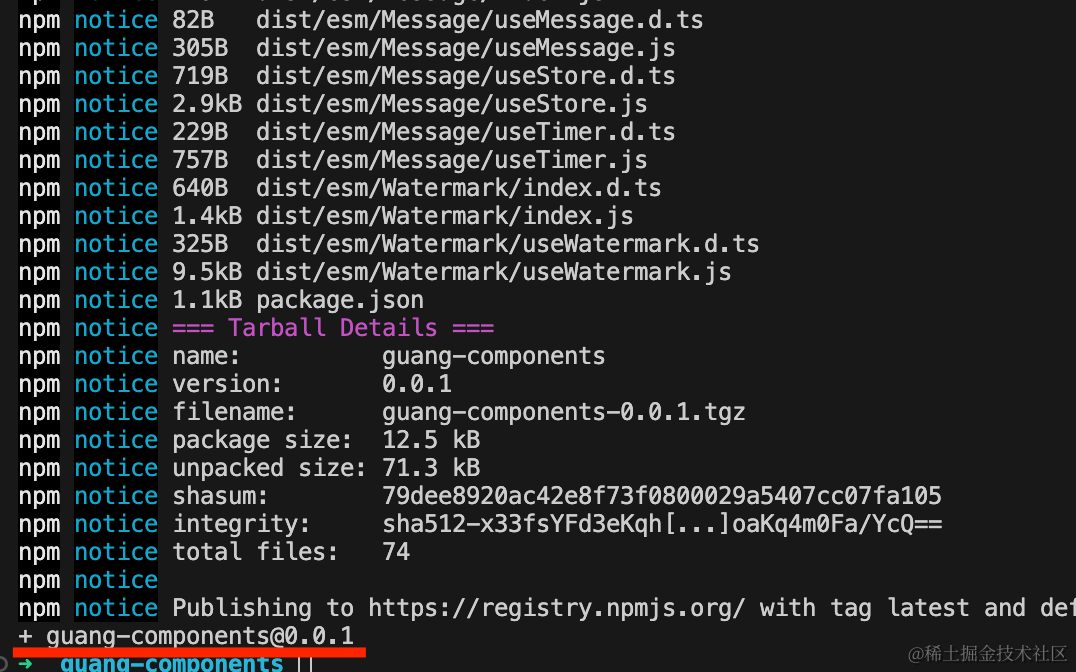 npm notice 82B dist/esm/Message/useMessage.d.ts
npm notice 305B dist/esm/Message/useMessage.js
npm notice 719B dist/esm/Message/useStore.d.ts
npm notice 2.9kB dist/esm/Message/useStore.js
npm notice 229B dist/esm/Message/useTimer.d.ts
npm notice 757B dist/esm/Message/useTimer.js
npm notice 640B dist/esm/Watermark/index.d.ts
npm notice 1.4kB dist/esm/Watermark/index.js
npm notice 325B dist/esm/Watermark/useWatermark.d.ts
npm notice 9.5kB dist/esm/Watermark/useWatermark.js
npm notice 1.1kB package.json
npm notice === Tarball Details ===
npm notice name: guang-components
npm notice version: 0.0.1
npm notice filename: guang-components-0.0.1.tgz
npm notice package size: 12.5 kB
npm notice unpacked size: 71.3 kB
npm notice shasum: 79dee8920ac42e8f73f0800029a5407cc07fa105
npm notice integrity: sha512-x33fsYFd3eKqh[...]oaKq4m0Fa/YcQ==
npm notice total files: 74
npm notice
npm notice Publishing to https://registry.npmjs.org/ with tag latest and def
+ guang-components@0.0.1
➜ guang-components
@稀土掘金技术社区